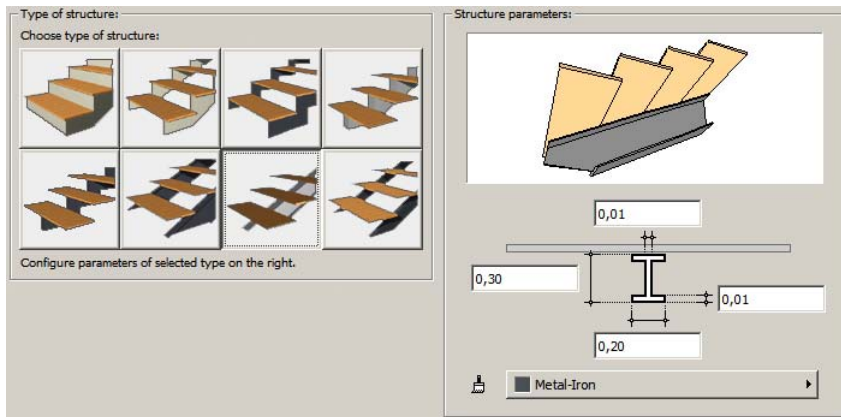 Type of structure:
Choose type of structure:
Configure parameters of selected type on the right.
Structure parameters:
0,01
0,30
0,01
0,20
Metal-Iron